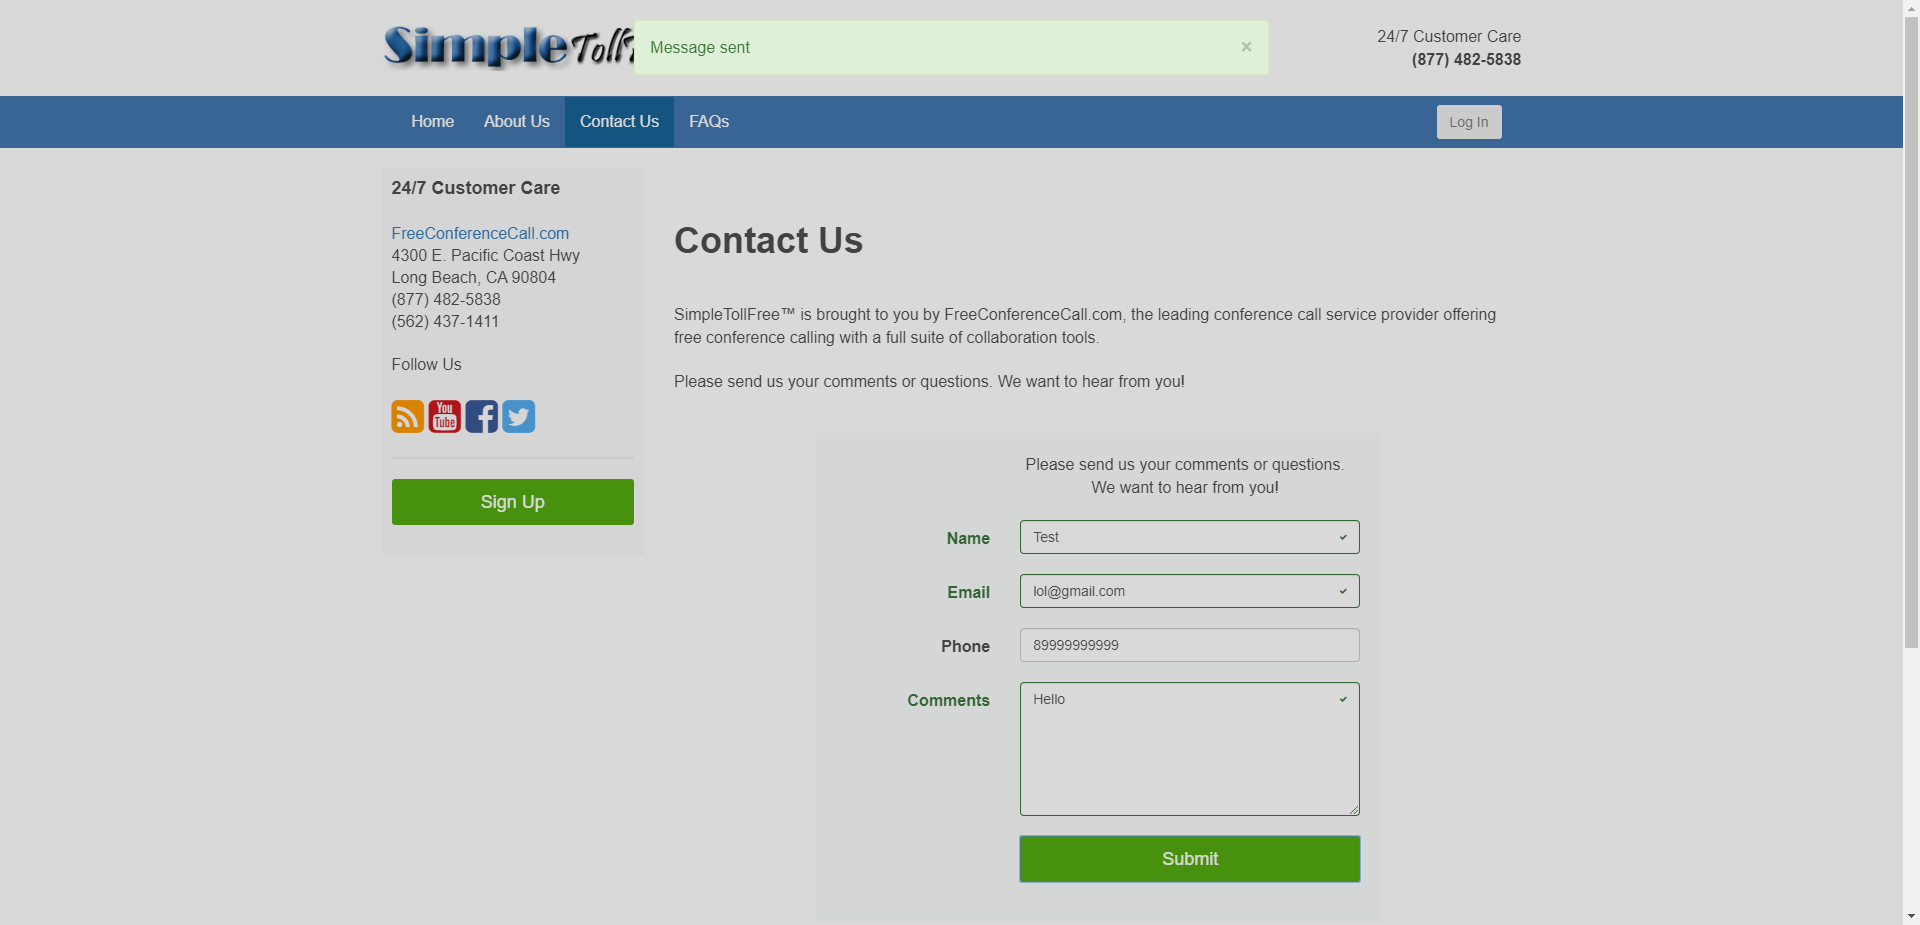 Simple Toll
Message sent
×
24/7 Customer Care
(877) 482-5838
Home
About Us
Contact Us
FAQs
Log In
24/7 Customer Care
FreeConferenceCall.com
4300 E. Pacific Coast Hwy
Long Beach, CA 90804
(877) 482-5838
(562) 437-1411
Follow Us
You
Tube
Sign Up
Contact Us
SimpleTollFree™ is brought to you by FreeConferenceCall.com, the leading conference call service provider offering
free conference calling with a full suite of collaboration tools.
Please send us your comments or questions. We want to hear from you!
Please send us your comments or questions.
We want to hear from you!
Name
Test
Email
lol@gmail.com
Phone
89999999999
Comments
Hello
Submit